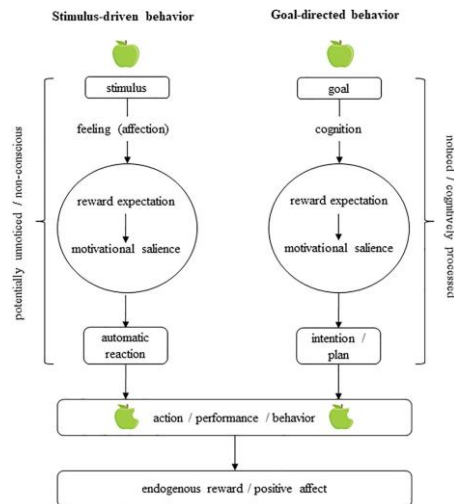 Stimulus-driven behavior
Goal-directed behavior
stimulus
goal
feeling (affection)
cognition
reward expectation
reward expectation
motivational salience
motivational salience
automatic
reaction
intention /
plan
potentially unnoticed / non-conscious
noticed / cognitively processed
action / performance / behavior
endogenous reward / positive affect